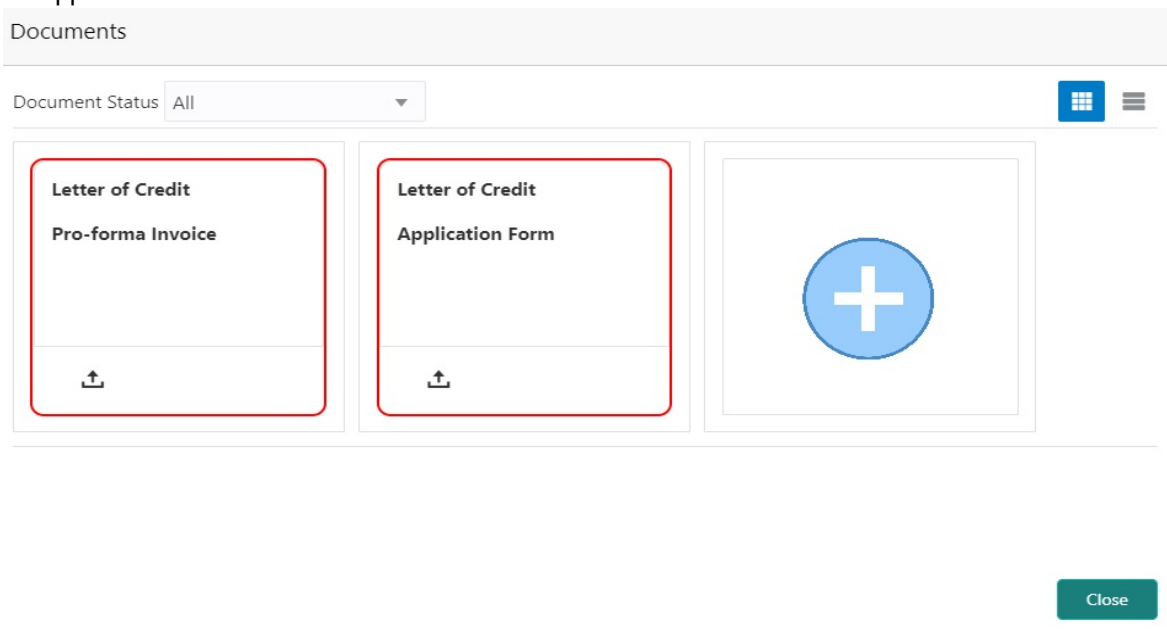 Documents
Document Status All
Letter of Credit
Pro-forma Invoice
Letter of Credit
Application Form
Close